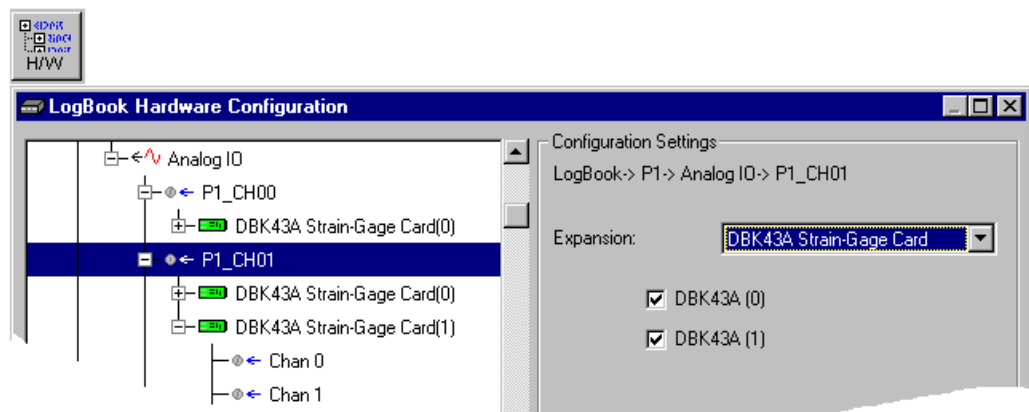 H/W
LogBook Hardware Configuration
Analog IO
P1_CH00
DBK43A Strain-Gage Card(0)
P1_CH01
DBK43A Strain-Gage Card(0)
DBK43A Strain-Gage Card(1)
Chan 0
Chan 1
Configuration Settings
LogBook-> P1-> Analog IO-> P1_CH01
Expansion:
DBK43A Strain-Gage Card
DBK43A (0)
DBK43A (1)